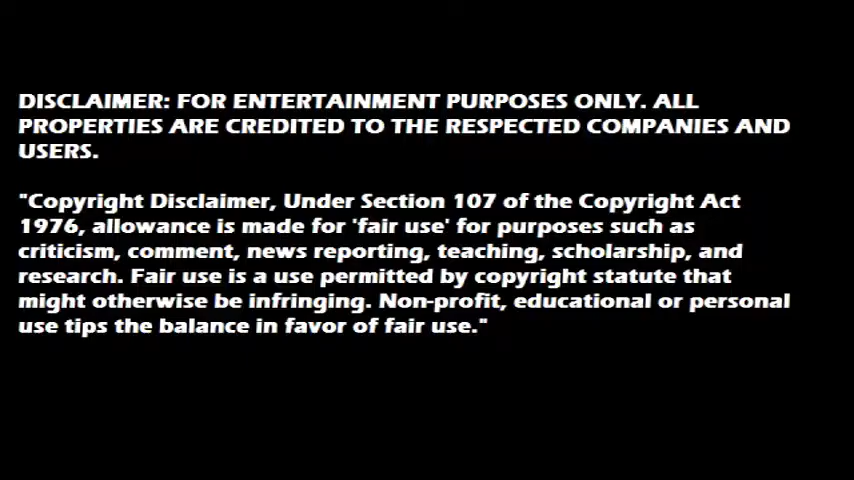 DISCLAIMER: FOR ENTERTAINMENT PURPOSES ONLY. ALL
PROPERTIES ARE CREDITED TO THE RESPECTED COMPANIES AND
USERS.
"Copyright Disclaimer, Under Section 107 of the Copyright Act
1976, allowance is made for 'fair use' for purposes such as
criticism, comment, news reporting, teaching, scholarship, and
research. Fair use is a use permitted by copyright statute that
might otherwise be infringing. Non-profit, educational or personal
use tips the balance in favor of fair use."